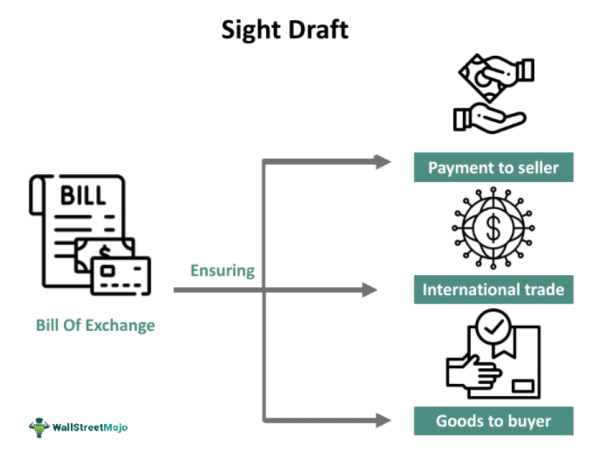 Sight Draft
BILL
$
Bill Of Exchange
Ensuring
Payment to seller
$
International trade
Goods to buyer
WallStreetMojo